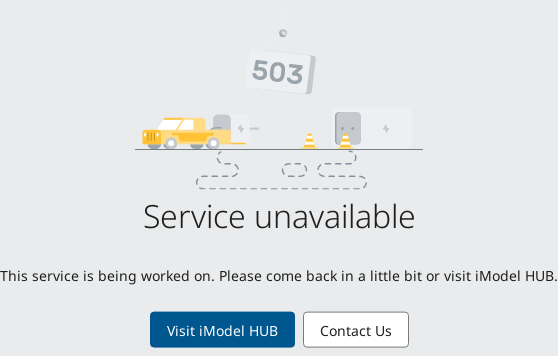 503
Service unavailable
This service is being worked on. Please come back in a little bit or visit iModel HUB.
Visit iModel HUB
Contact Us